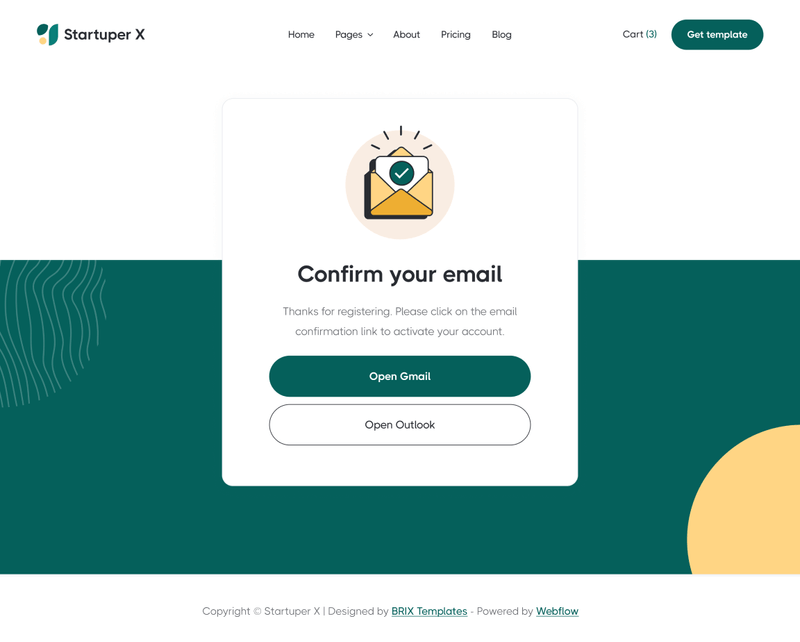 Startuper X
Home Pages About Pricing Blog
Cart (3)
Get template
Confirm your email
Thanks for registering. Please click on the email
confirmation link to activate your account.
Open Gmail
Open Outlook
Copyright © Startuper X | Designed by BRIX Templates - Powered by Webflow